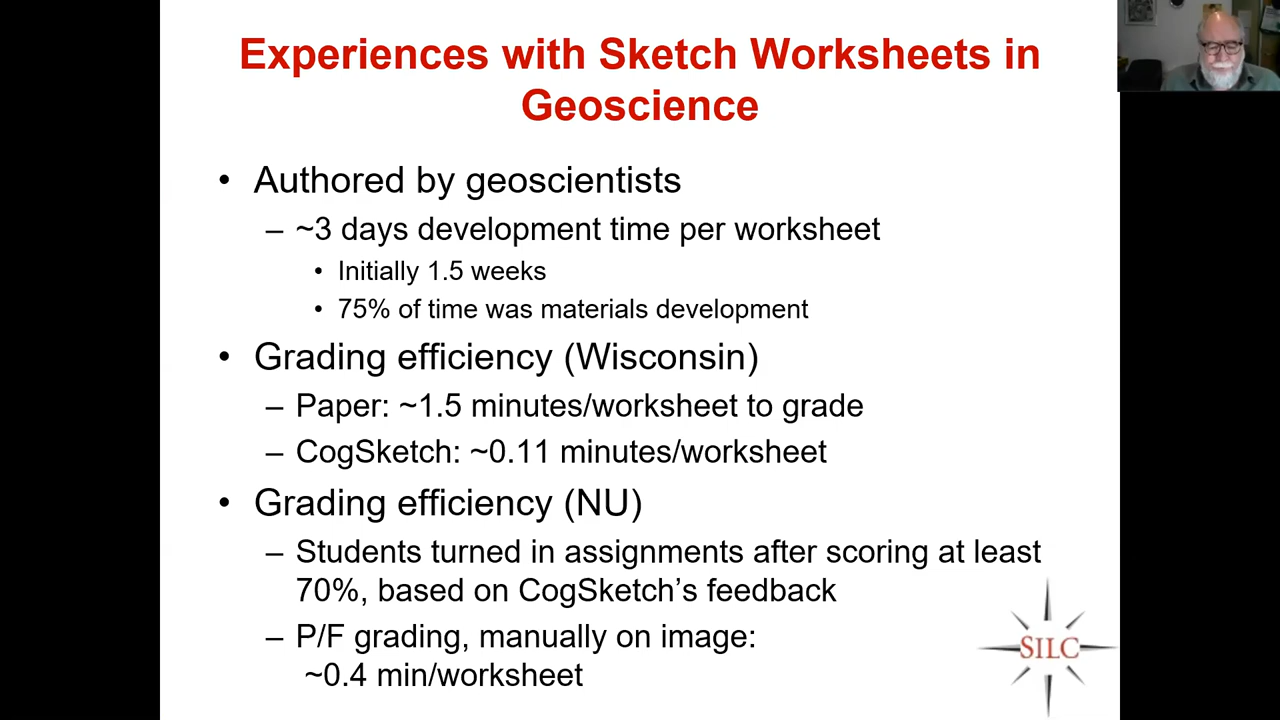 Experiences with Sketch Worksheets in
Geoscience
• Authored by geoscientists
– ~3 days development time per worksheet
• Initially 1.5 weeks
• 75% of time was materials development
• Grading efficiency (Wisconsin)
– Paper: ~1.5 minutes/worksheet to grade
– CogSketch: ~0.11 minutes/worksheet
• Grading efficiency (NU)
– Students turned in assignments after scoring at least
70%, based on CogSketch's feedback
– P/F grading, manually on image:
~0.4 min/worksheet
SILC